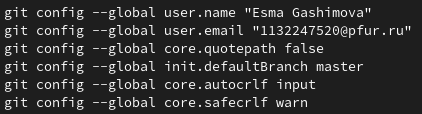 git config --global user.name "Esma Gashimova"
git config --global user.email "1132247520@pfur.ru"
git config --global core.quotepath false
git config --global init.defaultBranch master
git config --global core.autocrlf input
git config --global core.safecrlf warn